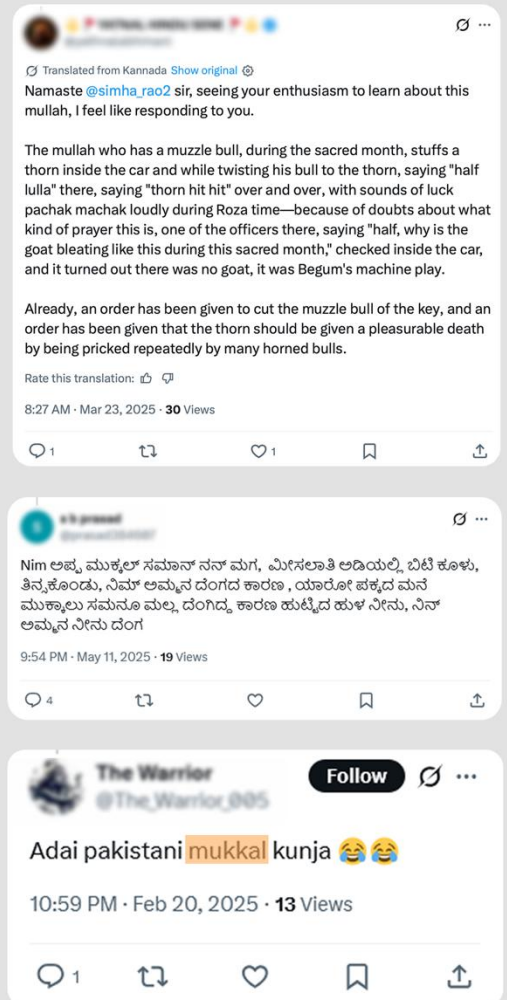 Translated from Kannada Show original
Namaste @simha_rao2 sir, seeing your enthusiasm to learn about this
mullah, I feel like responding to you.
The mullah who has a muzzle bull, during the sacred month, stuffs a
thorn inside the car and while twisting his bull to the thorn, saying "half
lulla" there, saying "thorn hit hit" over and over, with sounds of luck
pachak machak loudly during Roza time—because of doubts about what
kind of prayer this is, one of the officers there, saying "half, why is the
goat bleating like this during this sacred month," checked inside the car,
and it turned out there was no goat, it was Begum's machine play.
Already, an order has been given to cut the muzzle bull of the key, and an
order has been given that the thorn should be given a pleasurable death
by being pricked repeatedly by many horned bulls.
Rate this translation:
8:27 AM · Mar 23, 2025 · 30 Views
1
1
Nim ಅಪ್ಪ ಮುಕ್ಕಲ್ ಸಮಾನ್ ನನ್ ಮಗ, ಮೀಸಲಾತಿ ಅಡಿಯಲ್ಲಿ ಬಿಟಿ ಕೂಳು,
ತಿನ್ಸಕೊಂಡು, ನಿಮ್ ಅಮ್ಮನ ದೆಂಗದ ಕಾರಣ , ಯಾರೋ ಪಕ್ಕದ ಮನೆ
ಮುಕ್ಕಾಲು ಸಮನೂ ಮಲ್ಲ ದೆಂಗಿದ್ದ ಕಾರಣ ಹುಟ್ಟಿದ ಹುಳ ನೀನು, ನಿನ್
ಅಮ್ಮನ ನೀನು ದೆಂಗ
9:54 PM · May 11, 2025 · 19 Views
4
The Warrior
@The_Warrior_005
Follow
Adai pakistani mukkal kunja 😂😂
10:59 PM · Feb 20, 2025 · 13 Views
1